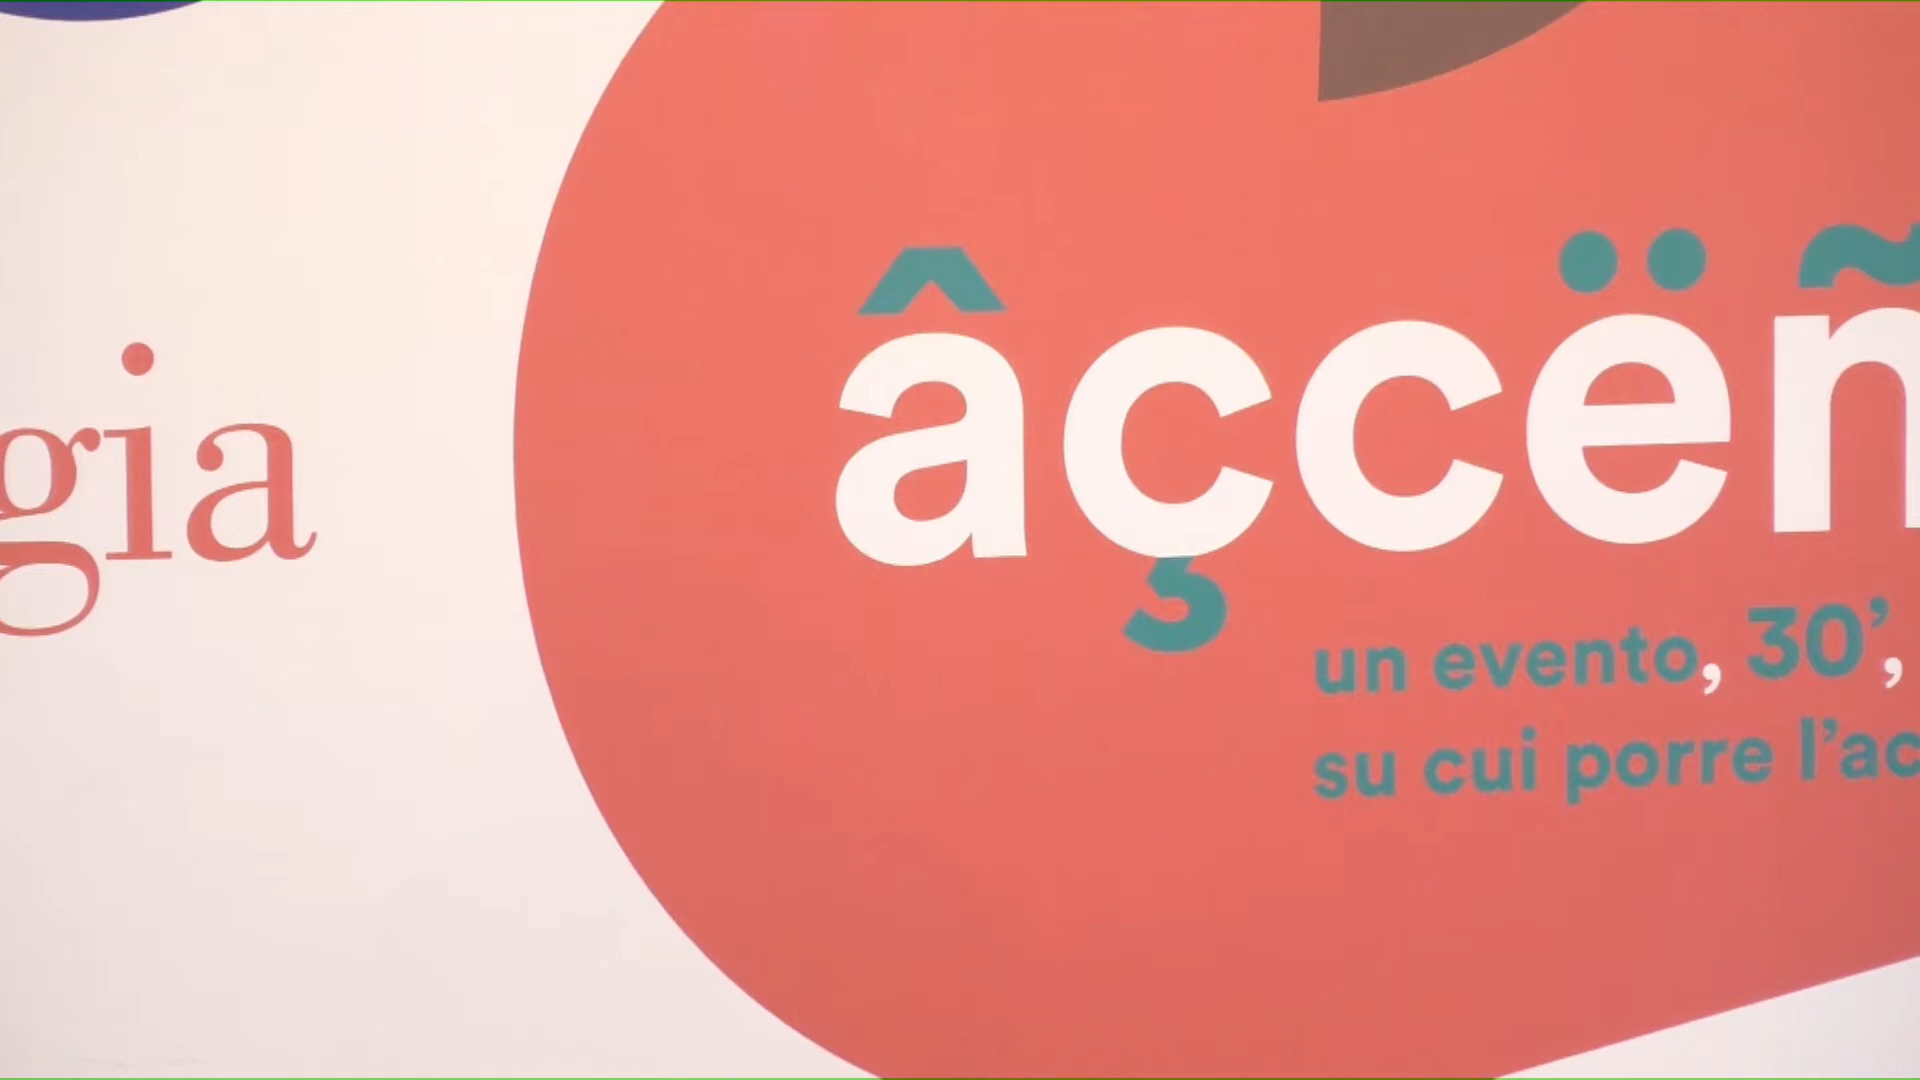 gia
âçcëñ
un evento, 30’,
su cui porre l’ac